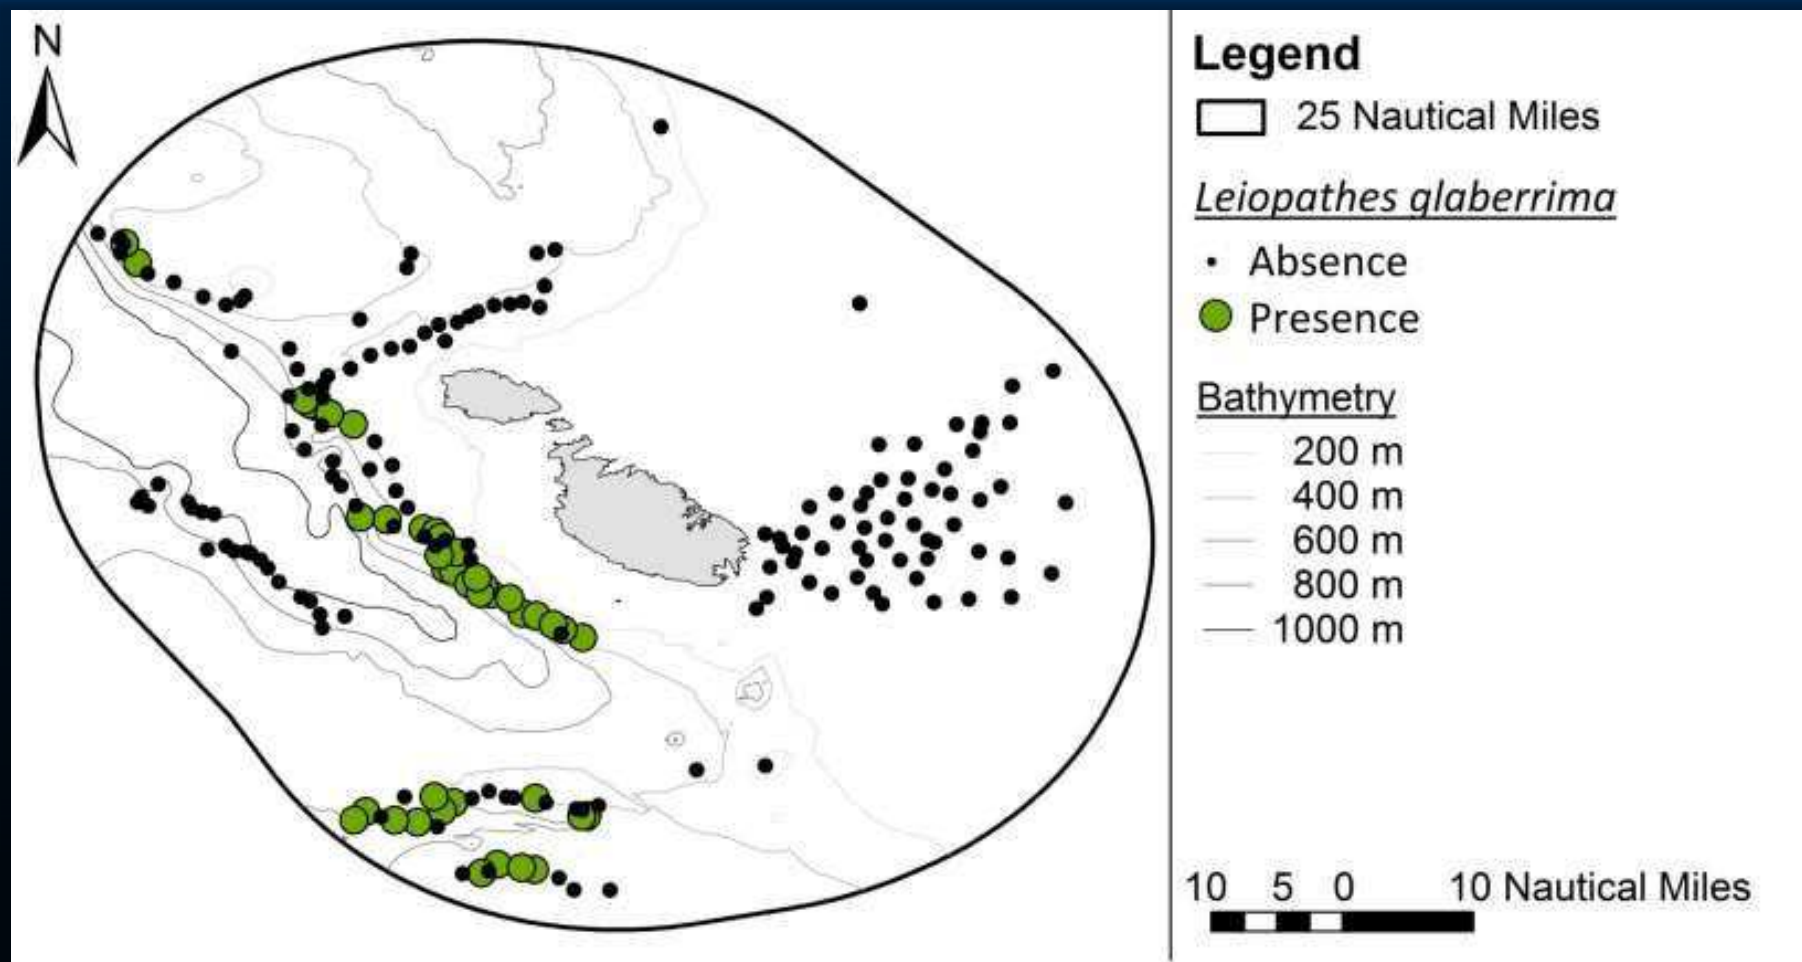 N
Legend
25 Nautical Miles
Leiopathes glaberrima
Absence
Presence
Bathymetry
200 m
400 m
600 m
800 m
1000 m
10 5 0 10 Nautical Miles